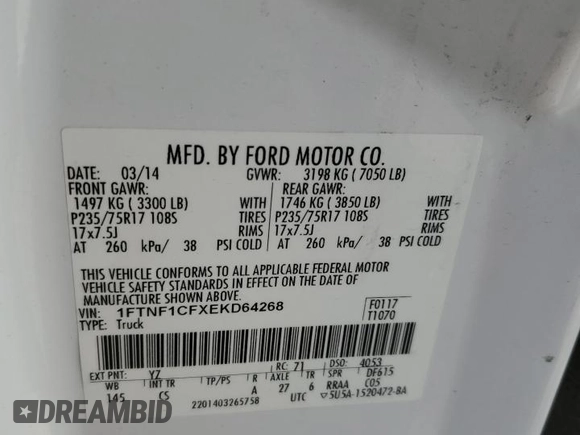 MFD. BY FORD MOTOR CO.
DATE: 03/14 GVWR: 3198 KG ( 7050 LB)
FRONT GAWR: REAR GAWR:
1497 KG ( 3300 LB) WITH 1746 KG ( 3850 LB) WITH
P235/75R17 108S TIRES P235/75R17 108S TIRES
17x7.5J RIMS 17x7.5J RIMS
AT 260 kPa/ 38 PSI COLD AT 260 kPa/ 38 PSI COLD
THIS VEHICLE CONFORMS TO ALL APPLICABLE FEDERAL MOTOR
VEHICLE SAFETY STANDARDS IN EFFECT ON THE DATE OF
MANUFACTURE SHOWN ABOVE.
VIN: 1FTNF1CFXEKD64268 F0117
TYPE: Truck T1070
EXT PNT: YZ RC: 71 DSO: 4053
WB INT TR TP/PS R AXLE TR SPR DF615
145 CS A 27 6 RRAA C05
2201403265758 UTC ▽5U5A-1520472-BA
DREAMBID